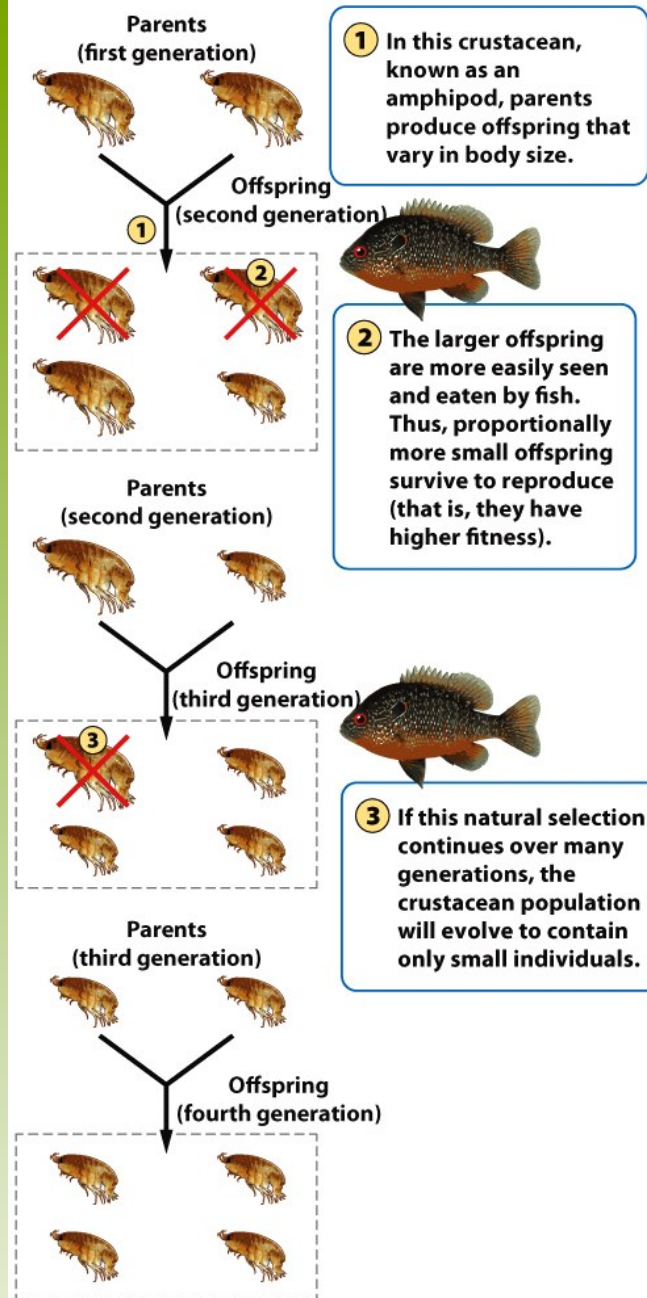 Parents
(first generation)
1 In this crustacean,
known as an
amphipod, parents
produce offspring that
vary in body size.
Offspring
(second generation)
1
2
2 The larger offspring
are more easily seen
and eaten by fish.
Thus, proportionally
more small offspring
survive to reproduce
(that is, they have
higher fitness).
Parents
(second generation)
Offspring
(third generation)
3
3 If this natural selection
continues over many
generations, the
crustacean population
will evolve to contain
only small individuals.
Parents
(third generation)
Offspring
(fourth generation)